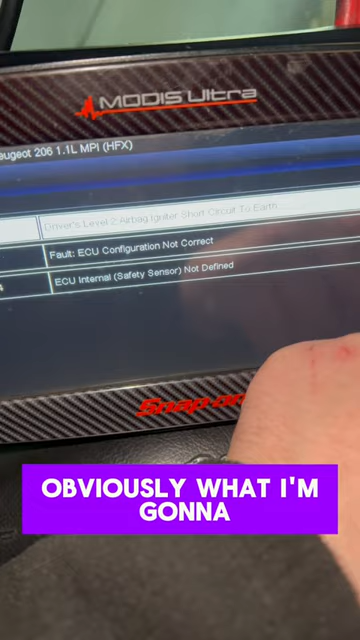 MODIS Ultra
eugeot 206 1.1L MPI (HFX)
Driver's Level 2 Airbag Igniter Short Circuit To Earth
Fault: ECU Configuration Not Correct
4 ECU Internal (Safety Sensor) Not Defined
Snap-on
OBVIOUSLY WHAT I'M
GONNA